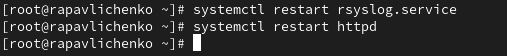 [root@rapavlichenko ~]# systemctl restart rsyslog.service
[root@rapavlichenko ~]# systemctl restart httpd
[root@rapavlichenko ~]#